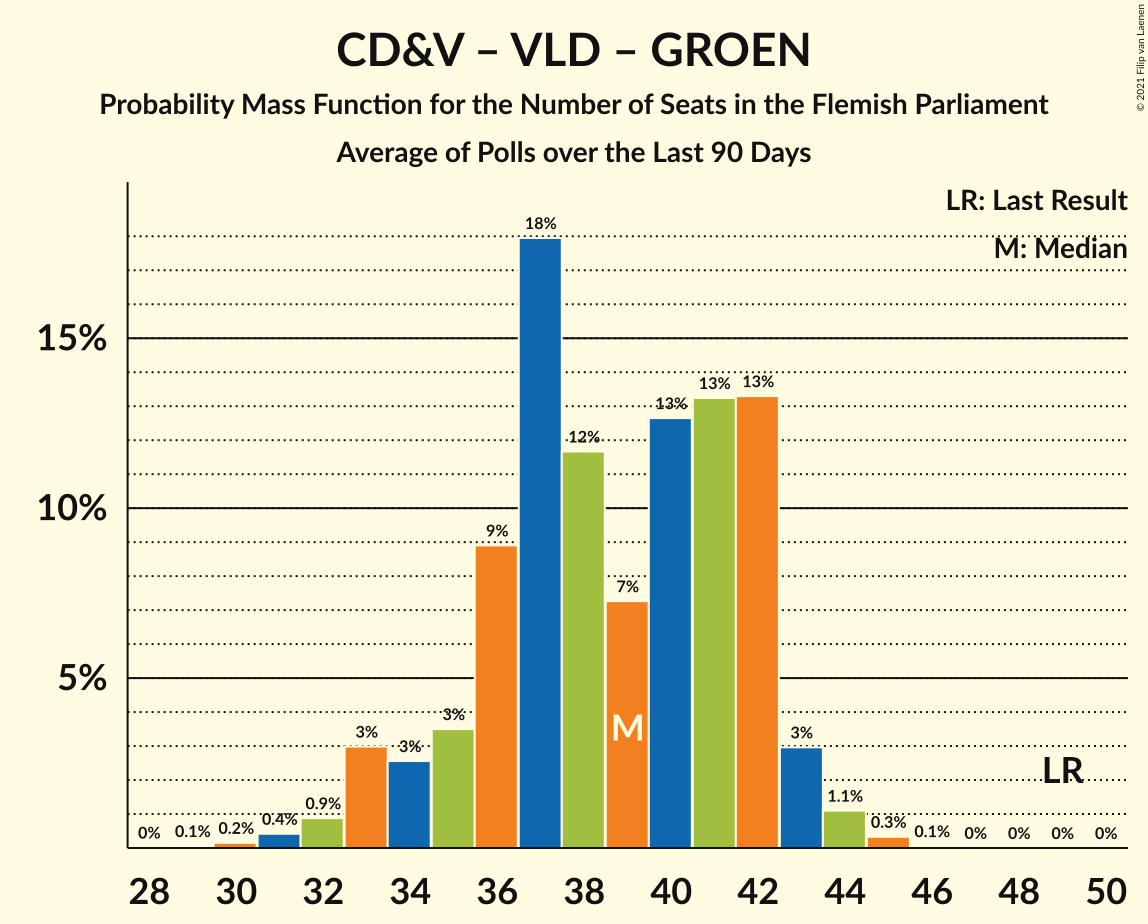 CD&V – VLD – GROEN
Probability Mass Function for the Number of Seats in the Flemish Parliament
Average of Polls over the Last 90 Days
© 2021 Filip van Laenen
LR: Last Result
M: Median
15%
10%
5%
0%
0.1%
0.2%
0.4%
0.9%
3%
3%
3%
9%
18%
12%
7%
13%
13%
13%
3%
1.1%
0.3%
0.1%
0%
0%
0%
0%
M
LR
28 30 32 34 36 38 40 42 44 46 48 50